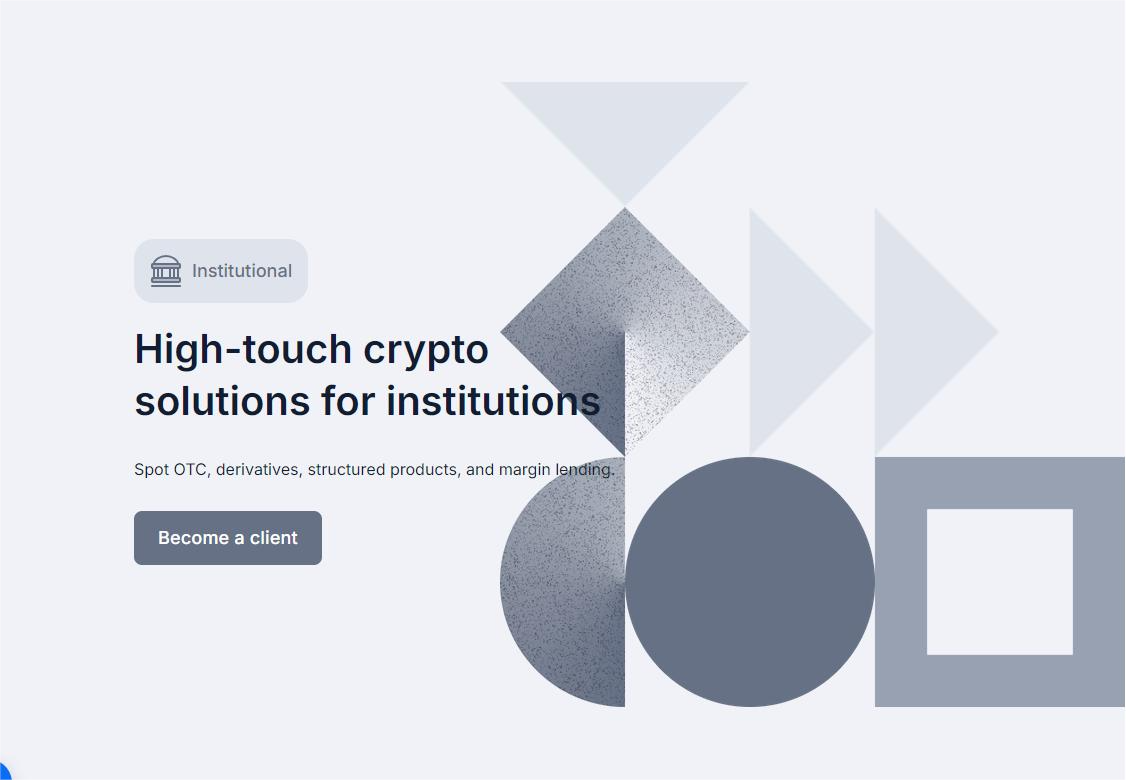 Institutional
High-touch crypto
solutions for institutions
Spot OTC, derivatives, structured products, and margin lending.
Become a client